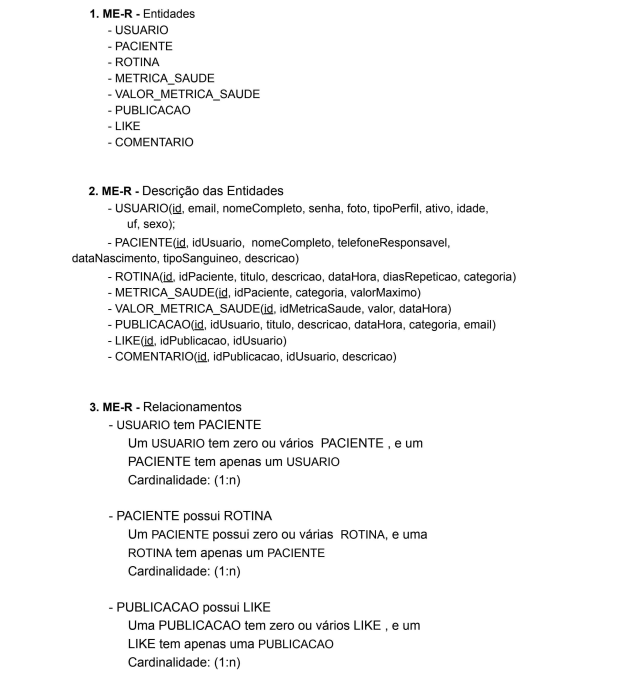 1. ME-R - Entidades
- USUARIO
- PACIENTE
- ROTINA
- METRICA_SAUDE
- VALOR_METRICA_SAUDE
- PUBLICACAO
- LIKE
- COMENTARIO
2. ME-R - Descrição das Entidades
- USUARIO(id, email, nomeCompleto, senha, foto, tipoPerfil, ativo, idade,
uf, sexo);
- PACIENTE(id, idUsuario, nomeCompleto, telefoneResponsavel,
dataNascimento, tipoSanguineo, descricao)
- ROTINA(id, idPaciente, titulo, descricao, dataHora, diasRepeticao, categoria)
- METRICA_SAUDE(id, idPaciente, categoria, valorMaximo)
- VALOR_METRICA_SAUDE(id, idMetricaSaude, valor, dataHora)
- PUBLICACAO(id, idUsuario, titulo, descricao, dataHora, categoria, email)
- LIKE(id, idPublicacao, idUsuario)
- COMENTARIO(id, idPublicacao, idUsuario, descricao)
3. ME-R - Relacionamentos
- USUARIO tem PACIENTE
Um USUARIO tem zero ou vários PACIENTE , e um
PACIENTE tem apenas um USUARIO
Cardinalidade: (1:n)
- PACIENTE possui ROTINA
Um PACIENTE possui zero ou várias ROTINA, e uma
ROTINA tem apenas um PACIENTE
Cardinalidade: (1:n)
- PUBLICACAO possui LIKE
Uma PUBLICACAO tem zero ou vários LIKE , e um
LIKE tem apenas uma PUBLICACAO
Cardinalidade: (1:n)